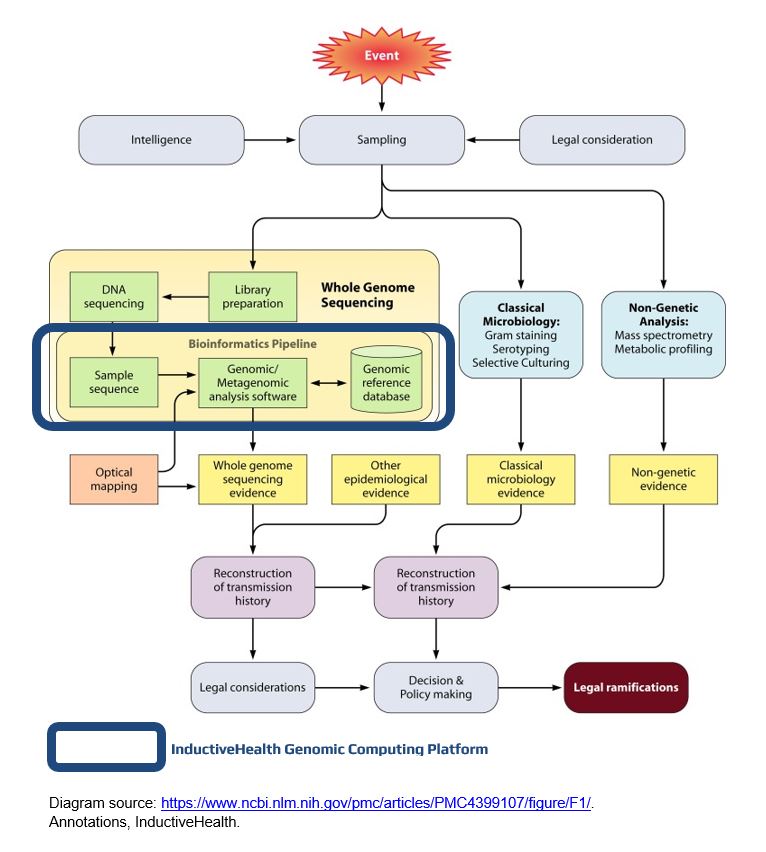 Event
Intelligence
Sampling
Legal consideration
DNA
sequencing
Library
preparation
Whole Genome
Sequencing
Classical
Microbiology:
Gram staining
Serotyping
Selective Culturing
Non-Genetic
Analysis:
Mass spectrometry
Metabolic profiling
Bioinformatics Pipeline
Sample
sequence
Genomic/
Metagenomic
analysis software
Genomic
reference
database
Optical
mapping
Whole genome
sequencing
evidence
Other
epidemiological
evidence
Classical
microbiology
evidence
Non-genetic
evidence
Reconstruction
of transmission
history
Reconstruction
of transmission
history
Legal considerations
Decision &
Policy making
Legal ramifications
InductiveHealth Genomic Computing Platform
Diagram source: https://www.ncbi.nlm.nih.gov/pmc/articles/PMC4399107/figure/F1/.
Annotations, InductiveHealth.